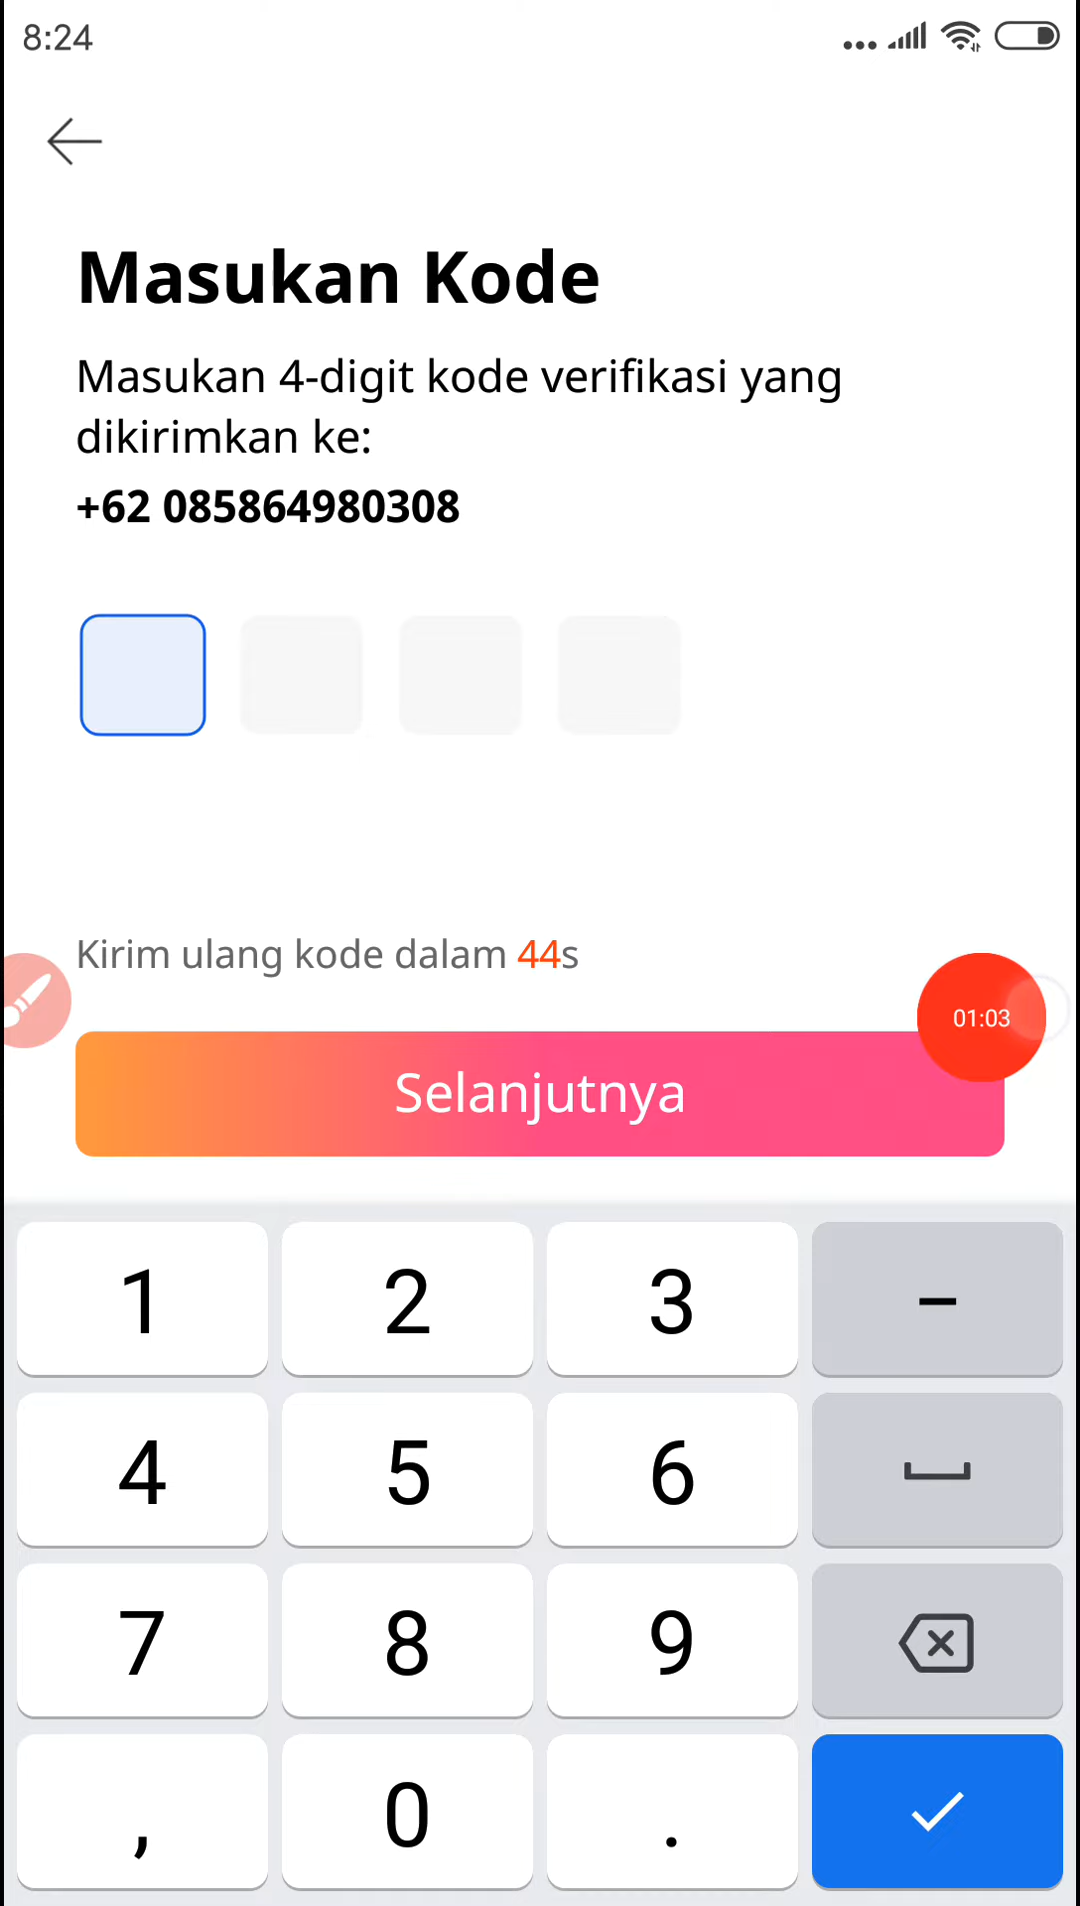 8:24
Masukan Kode
Masukan 4-digit kode verifikasi yang
dikirimkan ke:
+62 085864980308
Kirim ulang kode dalam 44s
01:03
Selanjutnya
1 2 3 –
4 5 6
7 8 9
, 0 .